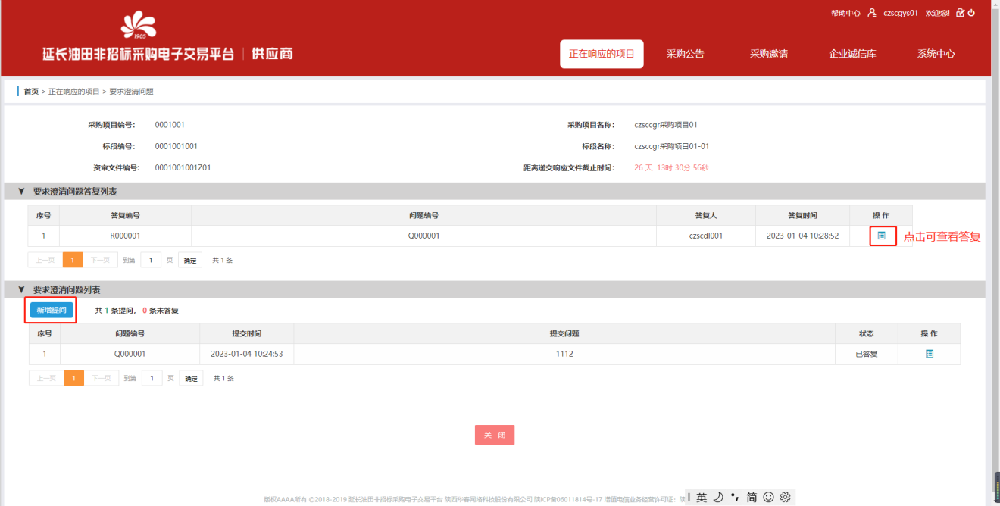 帮助中心 czscgys01 欢迎您!
1905
延长油田非招标采购电子交易平台 | 供应商
正在响应的项目 采购公告 采购邀请 企业诚信库 系统中心
首页 > 正在响应的项目 > 要求澄清问题
采购项目编号: 0001001 采购项目名称: czsccgr采购项目01
标段编号: 0001001001 标段名称: czsccgr采购项目01-01
资审文件编号: 0001001001Z01 距离递交响应文件截止时间: 26 天 13时 30分 56秒
▼ 要求澄清问题答复列表
序号 答复编号 问题编号 答复人 答复时间 操 作
1 R000001 Q000001 czscdl001 2023-01-04 10:28:52 点击可查看答复
上一页 1 下一页 到第 1 页 确定 共 1 条
▼ 要求澄清问题列表
新增提问 共 1 条提问, 0 条未答复
序号 问题编号 提交时间 提交问题 状态 操 作
1 Q000001 2023-01-04 10:24:53 1112 已答复
上一页 1 下一页 到第 1 页 确定 共 1 条
关 闭
版权AAAA所有 ©2018-2019 延长油田非招标采购电子交易平台 陕西华春网络科技股份有限公司 陕ICP备06011814号-17 增值电信业务经营许可证: 陕
英 简